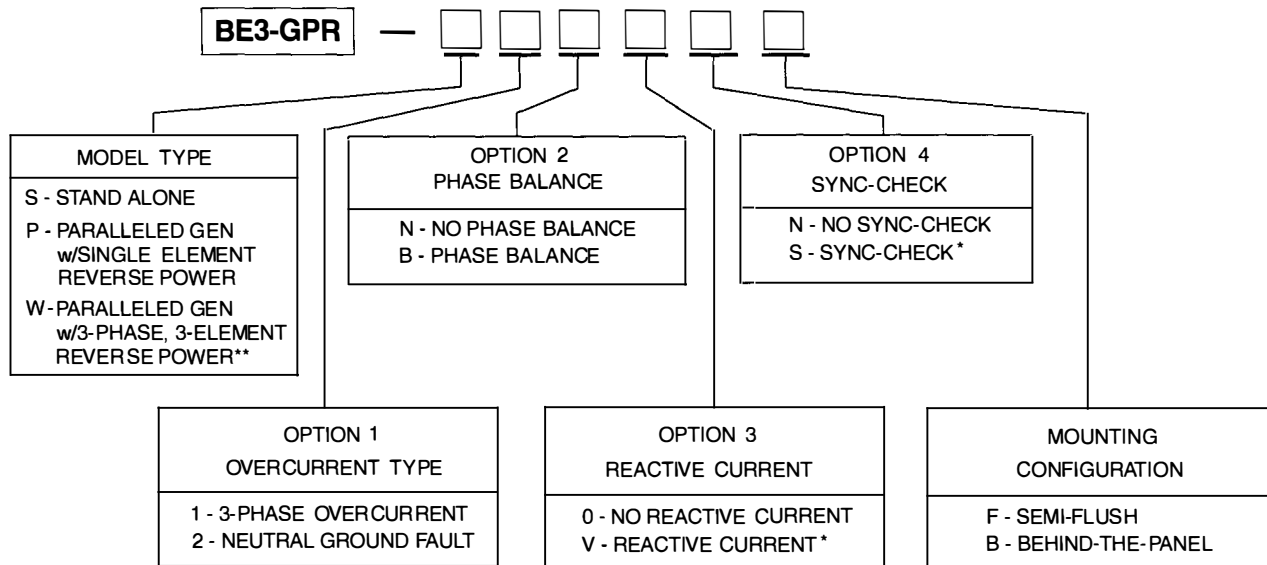 BE3-GPR —
MODEL TYPE
S - STAND ALONE
P - PARALLELED GEN
w/SINGLE ELEMENT
REVERSE POWER
W - PARALLELED GEN
w/3-PHASE, 3-ELEMENT
REVERSE POWER**
OPTION 2
PHASE BALANCE
N - NO PHASE BALANCE
B - PHASE BALANCE
OPTION 4
SYNC-CHECK
N - NO SYNC-CHECK
S - SYNC-CHECK*
OPTION 1
OVERCURRENT TYPE
1 - 3-PHASE OVERCURRENT
2 - NEUTRAL GROUND FAULT
OPTION 3
REACTIVE CURRENT
0 - NO REACTIVE CURRENT
V - REACTIVE CURRENT*
MOUNTING
CONFIGURATION
F - SEMI-FLUSH
B - BEHIND-THE-PANEL